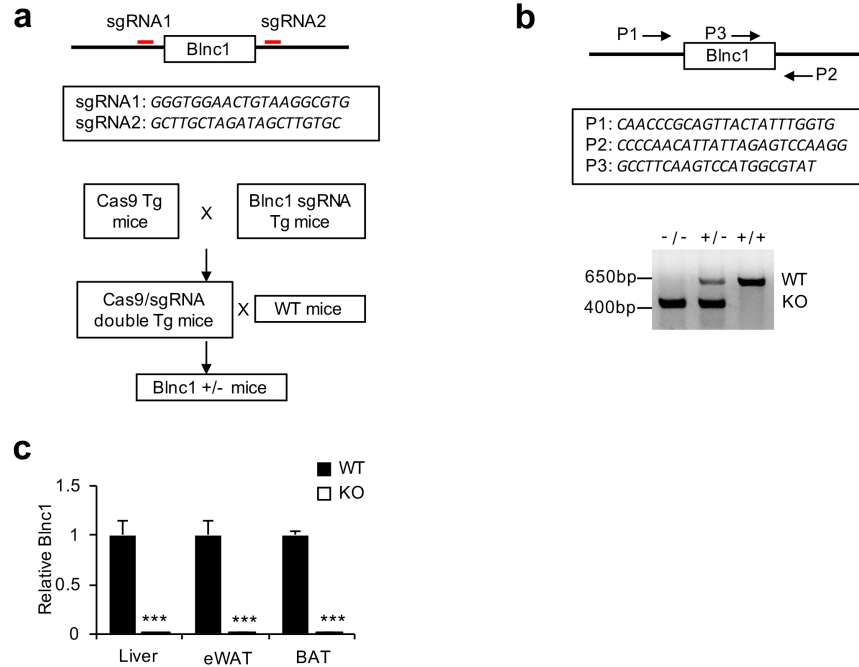 a
sgRNA1 sgRNA2
Blnc1
sgRNA1: GGGTGGAACTGTAAGGCGTG
sgRNA2: GCTTGCTAGATAGCTTGTGC
Cas9 Tg
mice
X
Blnc1 sgRNA
Tg mice
Cas9/sgRNA
double Tg mice
X
WT mice
Blnc1 +/- mice
b
P1 P3
Blnc1
P2
P1: CAACCCGCAGTTACTATTTGGTG
P2: CCCCAACATTATTAGAGTCCAAGG
P3: GCCTTCAAGTCCATGGCGTAT
-/- +/- +/+
650bp WT
400bp KO
c
WT
KO
Relative Blnc1
1.5
1
0.5
0
*** *** ***
Liver eWAT BAT